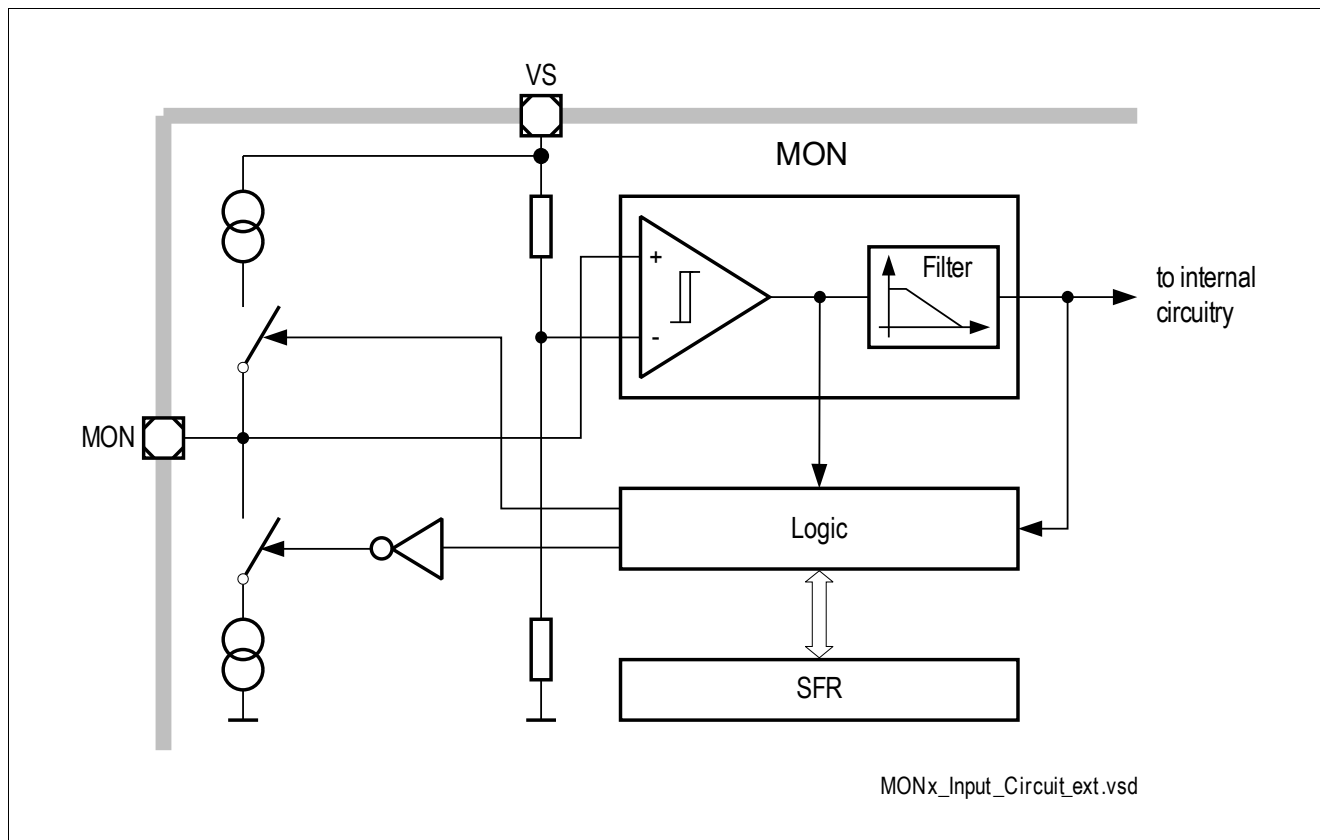 VS
MON
+
-
Filter
to internal
circuitry
MON
Logic
SFR
MONx_Input_Circuit_ext.vsd